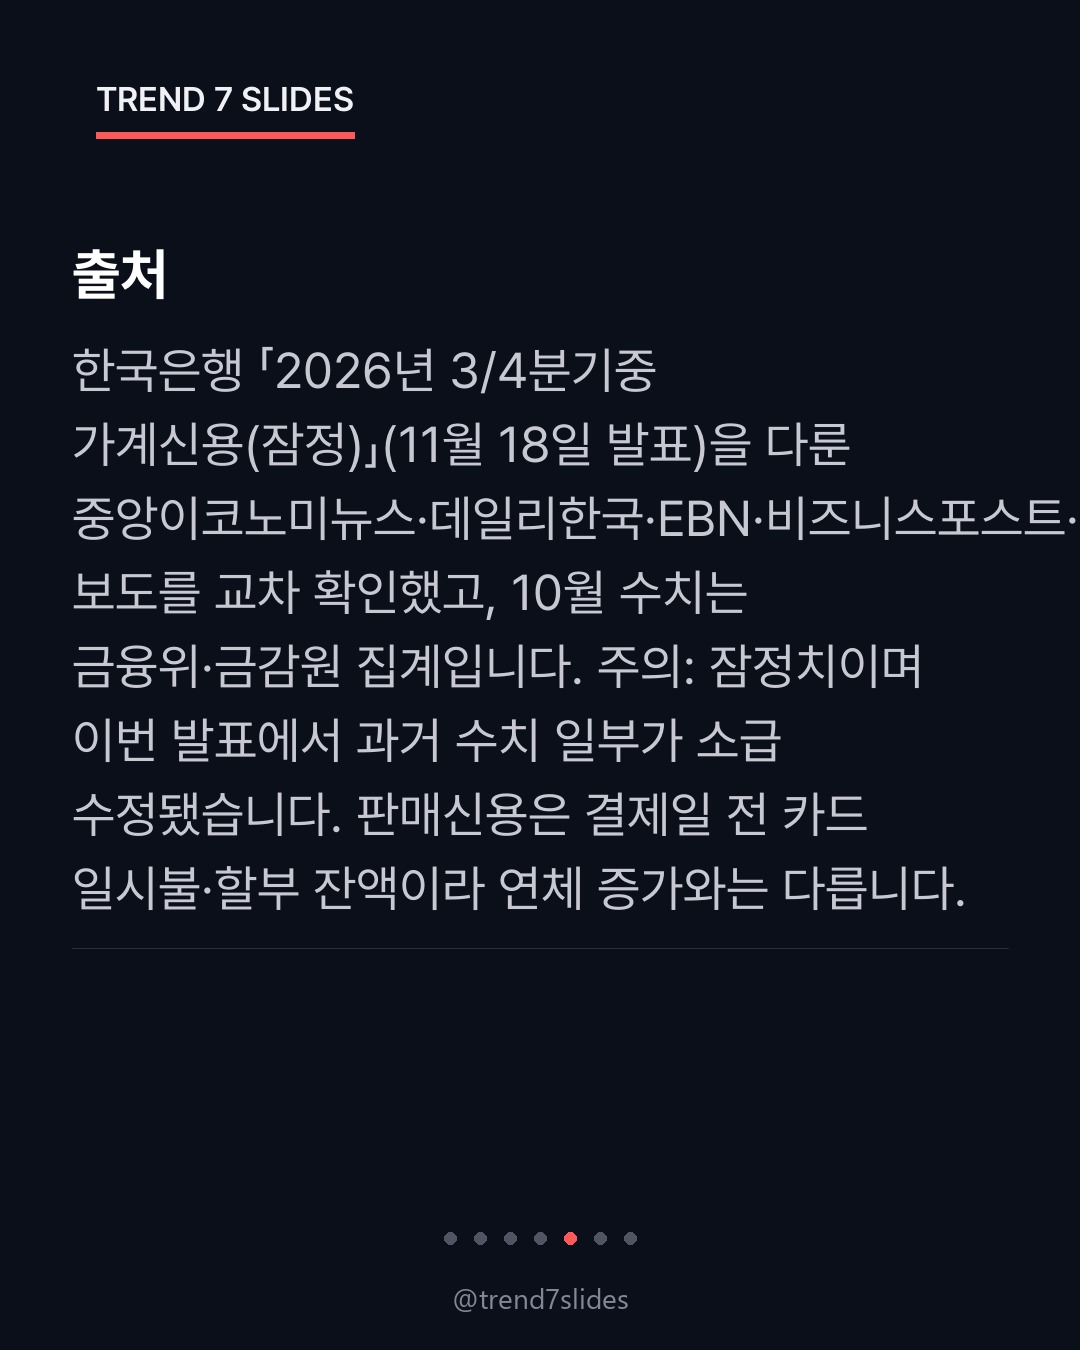 TREND 7 SLIDES
출처
한국은행 「2026년 3/4분기중
가계신용(잠정)」(11월 18일 발표)을 다룬
중앙이코노미뉴스·데일리한국·EBN·비즈니스포스트·
보도를 교차 확인했고, 10월 수치는
금융위·금감원 집계입니다. 주의: 잠정치이며
이번 발표에서 과거 수치 일부가 소급
수정됐습니다. 판매신용은 결제일 전 카드
일시불·할부 잔액이라 연체 증가와는 다릅니다.
@trend7slides